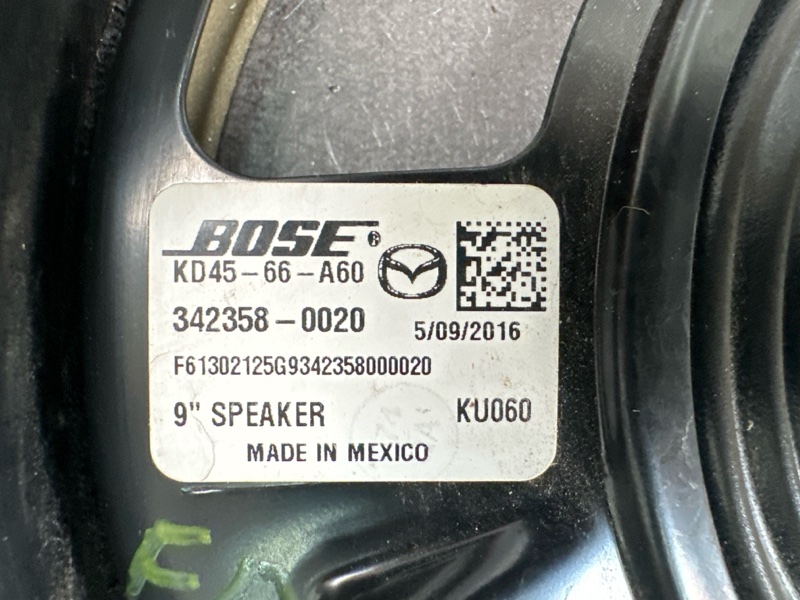 BOSE®
KD45-66-A60
342358-0020
5/09/2016
F61302125G9342358000020
9" SPEAKER
KU060
MADE IN MEXICO